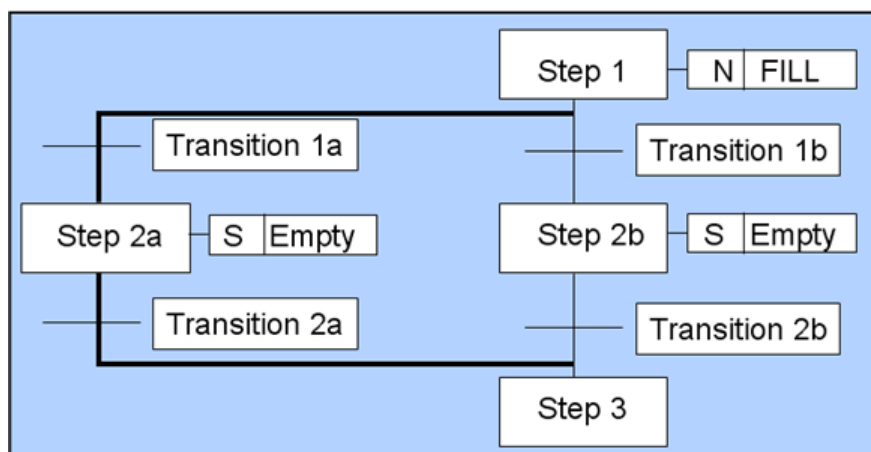 Step 1
N FILL
Transition 1a
Transition 1b
Step 2a
S Empty
Step 2b
S Empty
Transition 2a
Transition 2b
Step 3